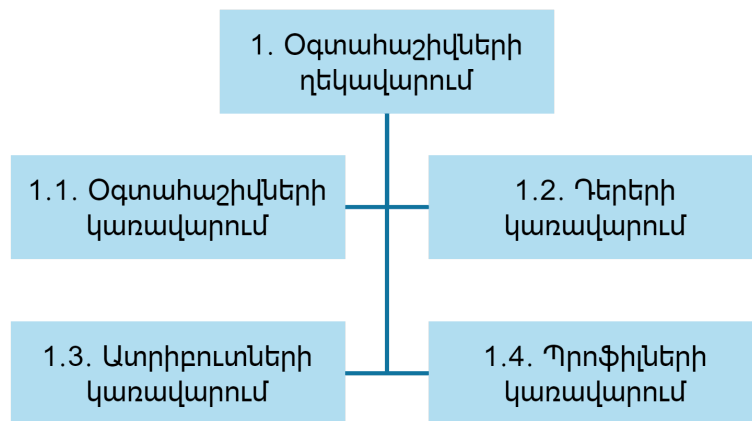 1. Օգտահաշիվների
ղեկավարում
1.1. Օգտահաշիվների
կառավարում
1.2. Դերերի
կառավարում
1.3. Ատրիբուտների
կառավարում
1.4. Պրոֆիլների
կառավարում